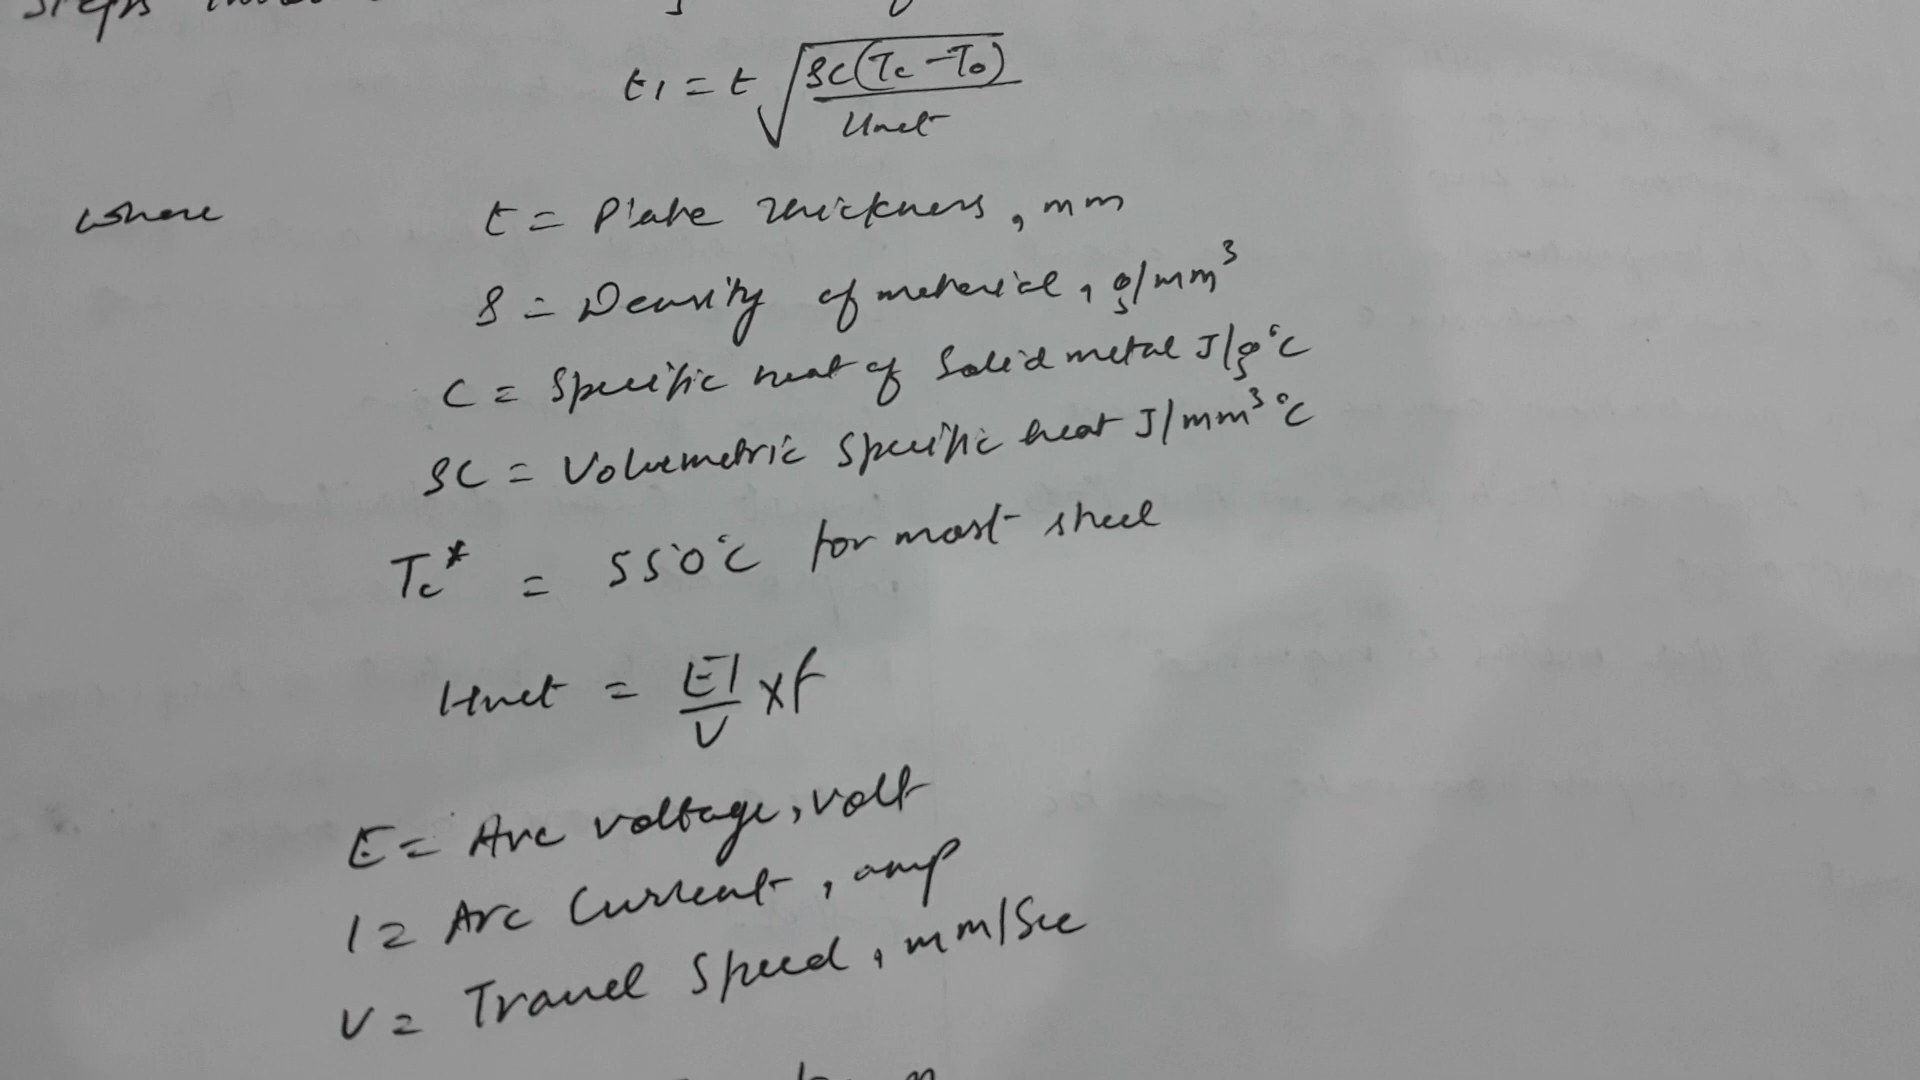 Steps
t1 = t √(ρc(Tc - To) / Hnet)
where t = Plate thickness, mm
ρ = Density of material, g/mm³
C = Specific heat of Solid metal J/g°C
ρC = Volumetric Specific heat J/mm³°C
Tc* = 550°C for most steel
Hnet = EI/V x f
E = Arc voltage, volt
I = Arc Current, amp
V = Travel Speed, mm/Sec